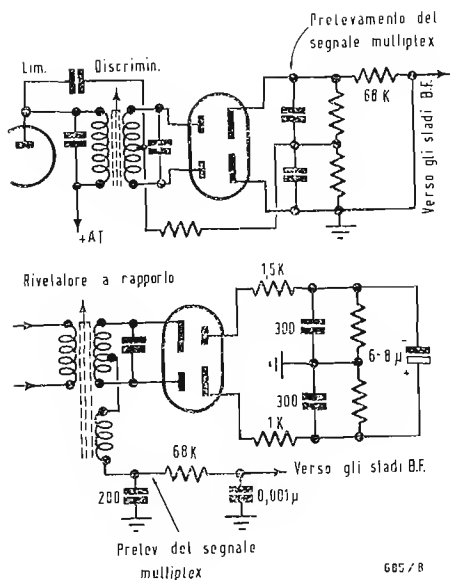 Prelevamento del
segnale multiplex
Lim.
Discrimin.
68 K
Verso gli stadi B.F.
+AT
Rivelatore a rapporto
1,5K
300
6-8 µ
-
+
300
1K
68K
Verso gli stadi B.F.
200
0,001µ
Prelev del segnale
multiplex
685/8